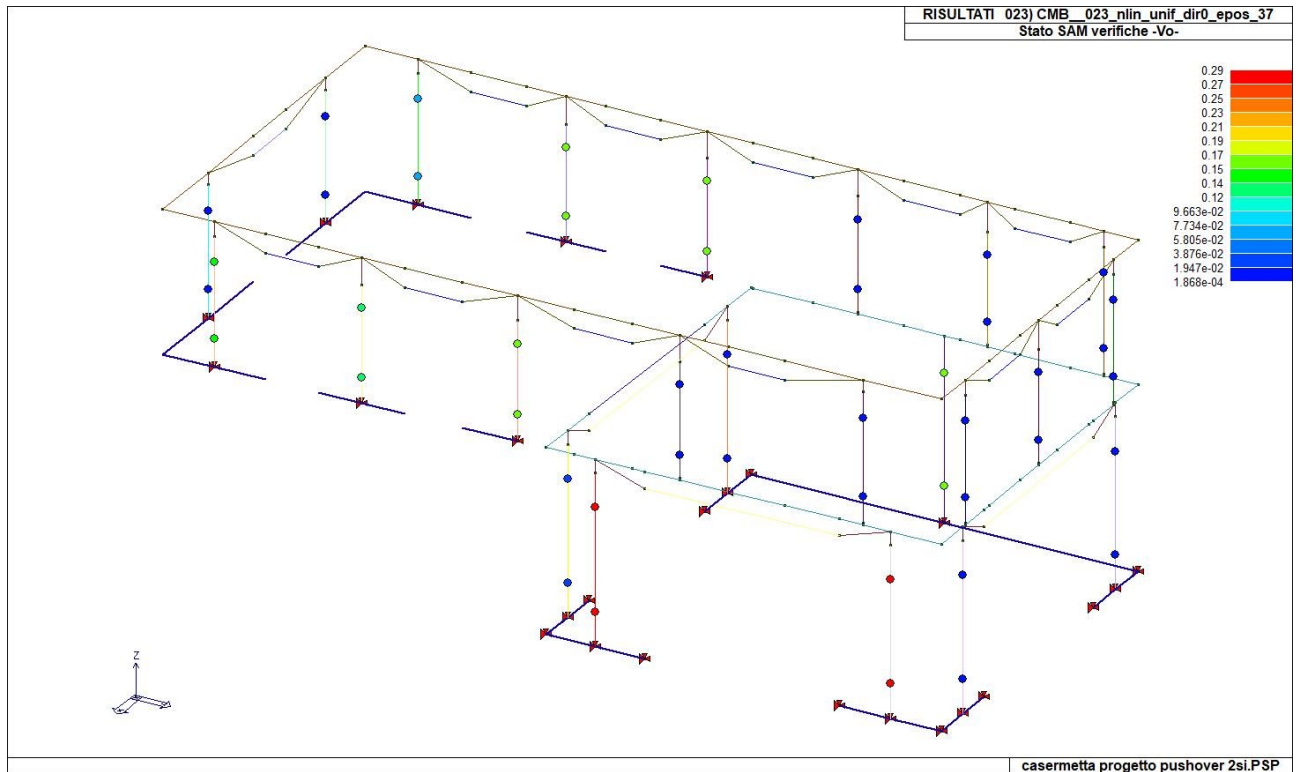 RISULTATI 023) CMB__023_nlin_unif_dir0_epos_37
Stato SAM verifiche -Vo-
0.29
0.27
0.25
0.23
0.21
0.19
0.17
0.15
0.14
0.12
9.663e-02
7.734e-02
5.805e-02
3.876e-02
1.947e-02
1.868e-04
Z
casermetta progetto pushover 2si.PSP